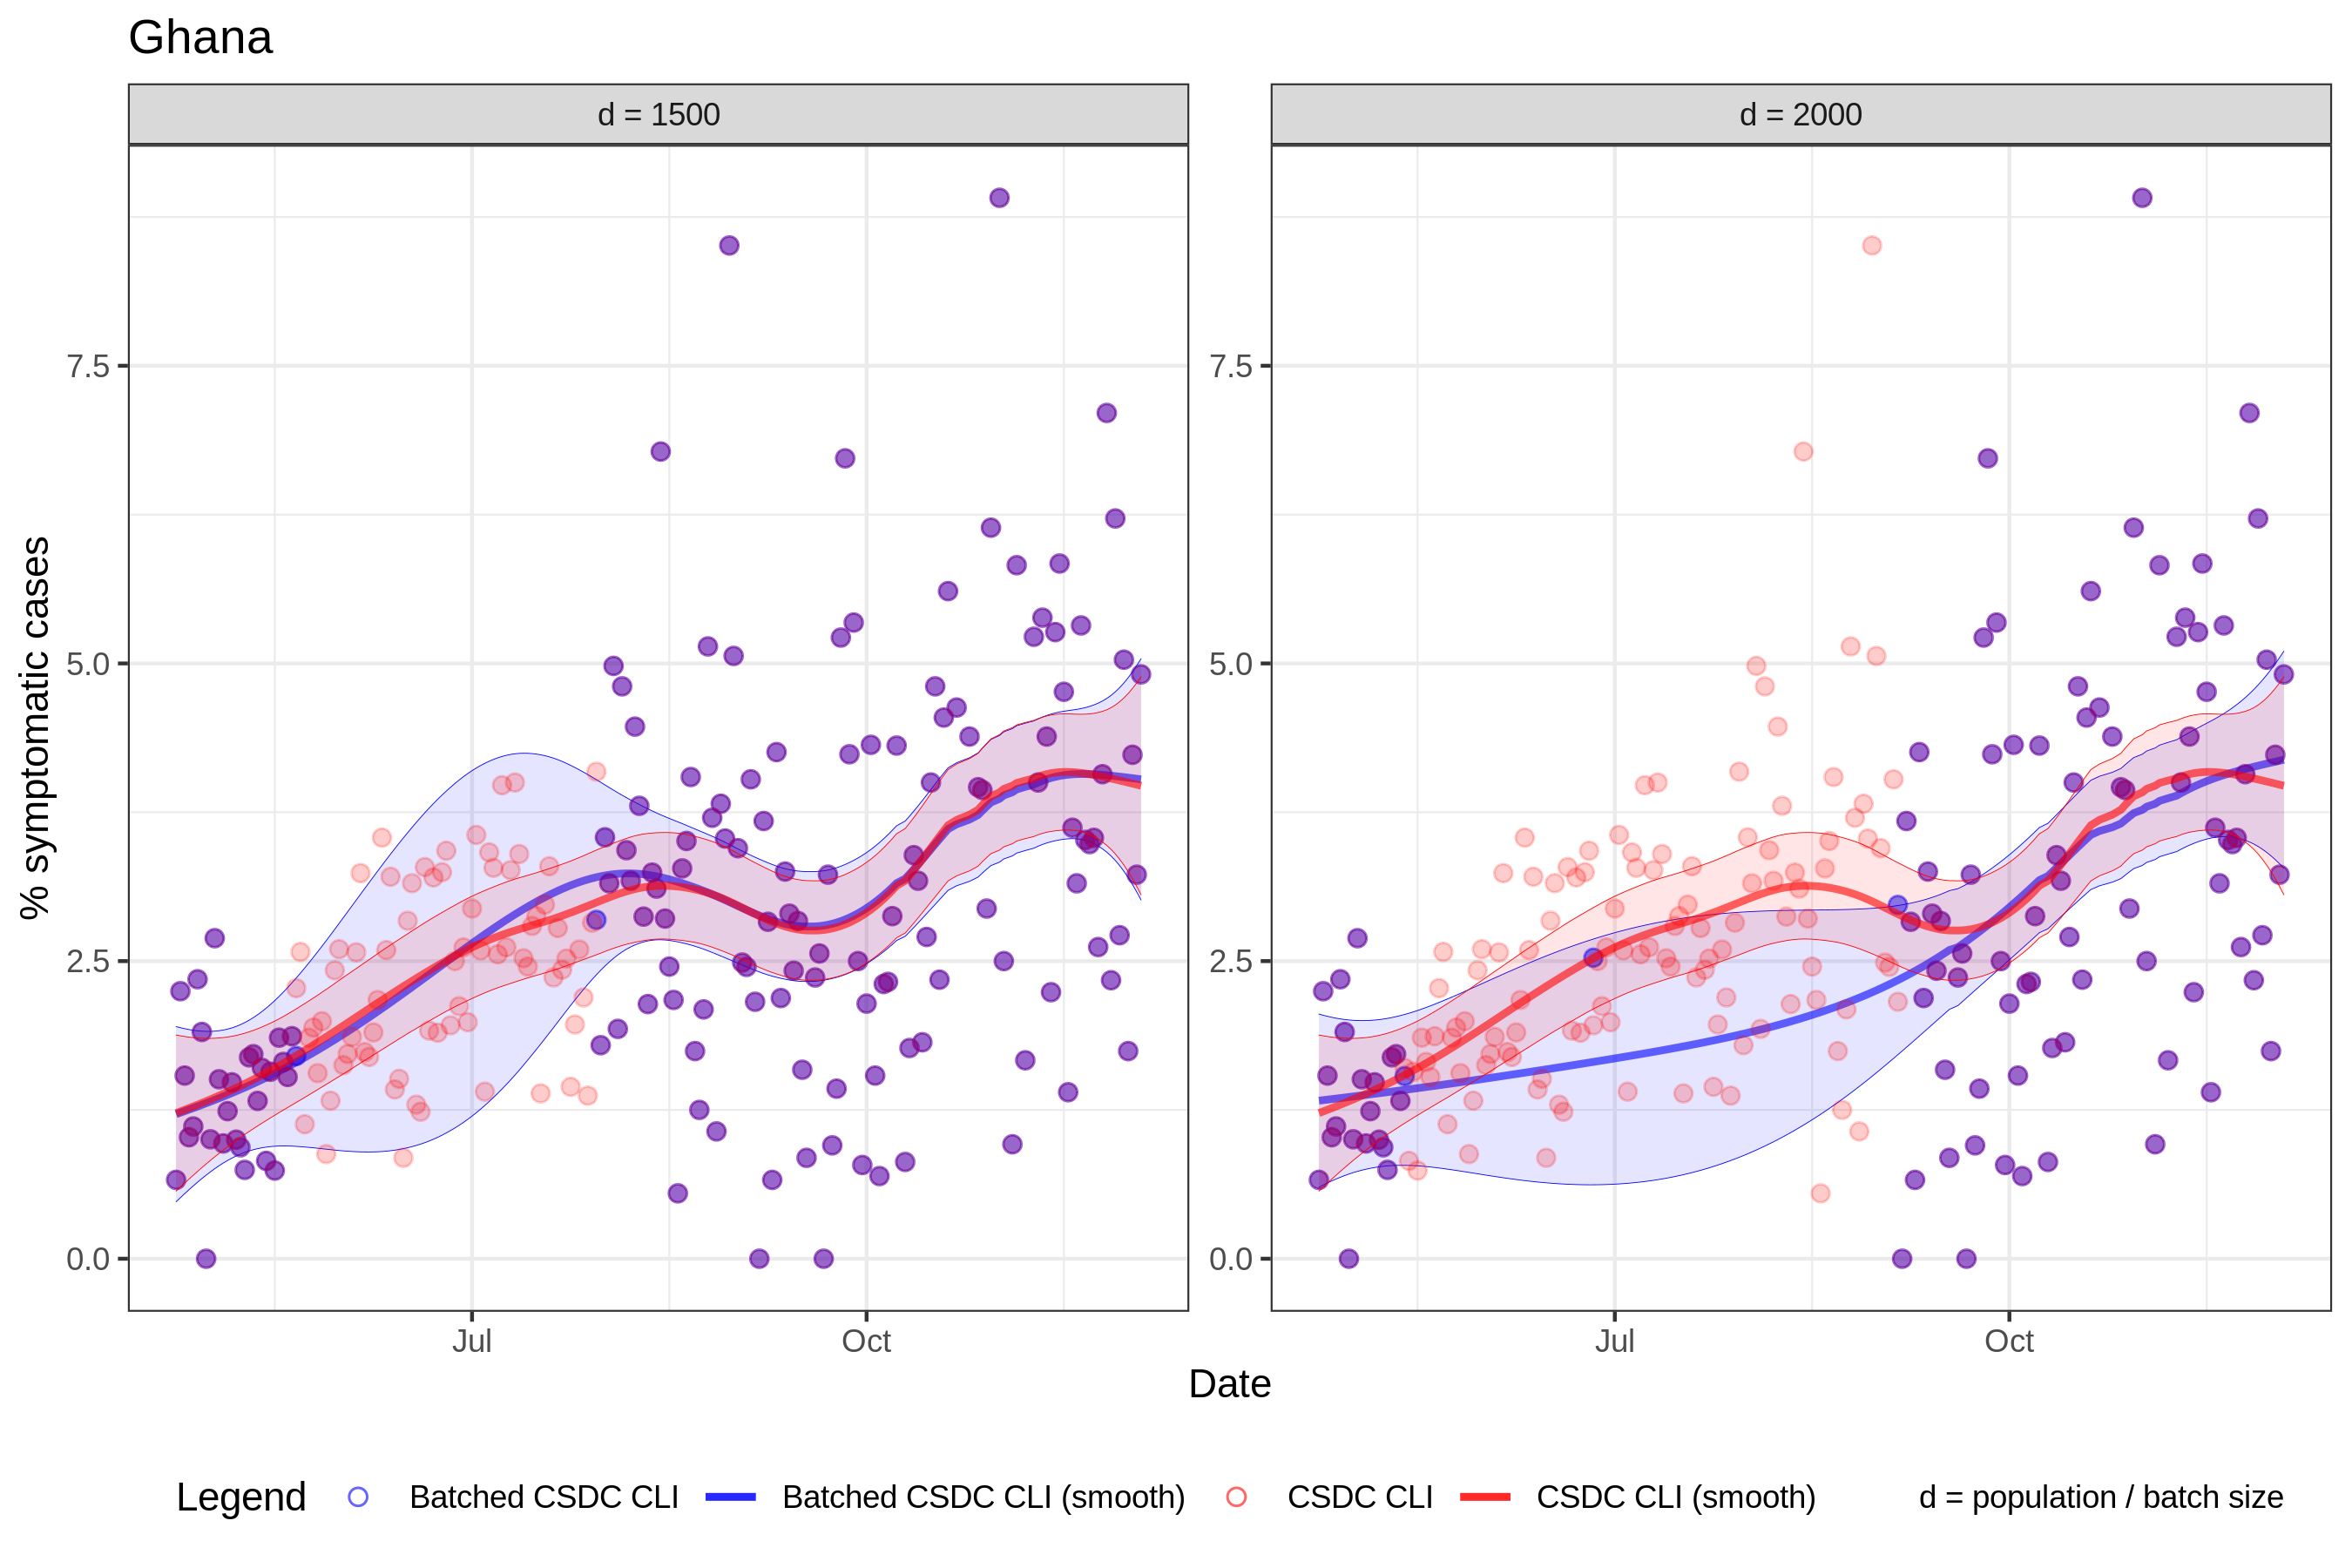 Ghana
d = 1500
d = 2000
% symptomatic cases
7.5
5.0
2.5
0.0
7.5
5.0
2.5
0.0
Jul
Oct
Jul
Oct
Date
Legend
Batched CSDC CLI
Batched CSDC CLI (smooth)
CSDC CLI
CSDC CLI (smooth)
d = population / batch size